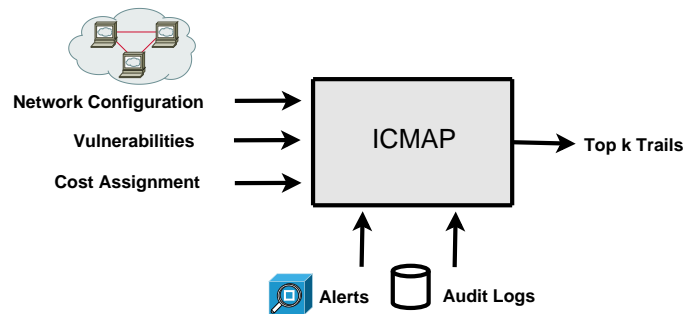 Network Configuration
Vulnerabilities
Cost Assignment
ICMAP
Top k Trails
Alerts
Audit Logs